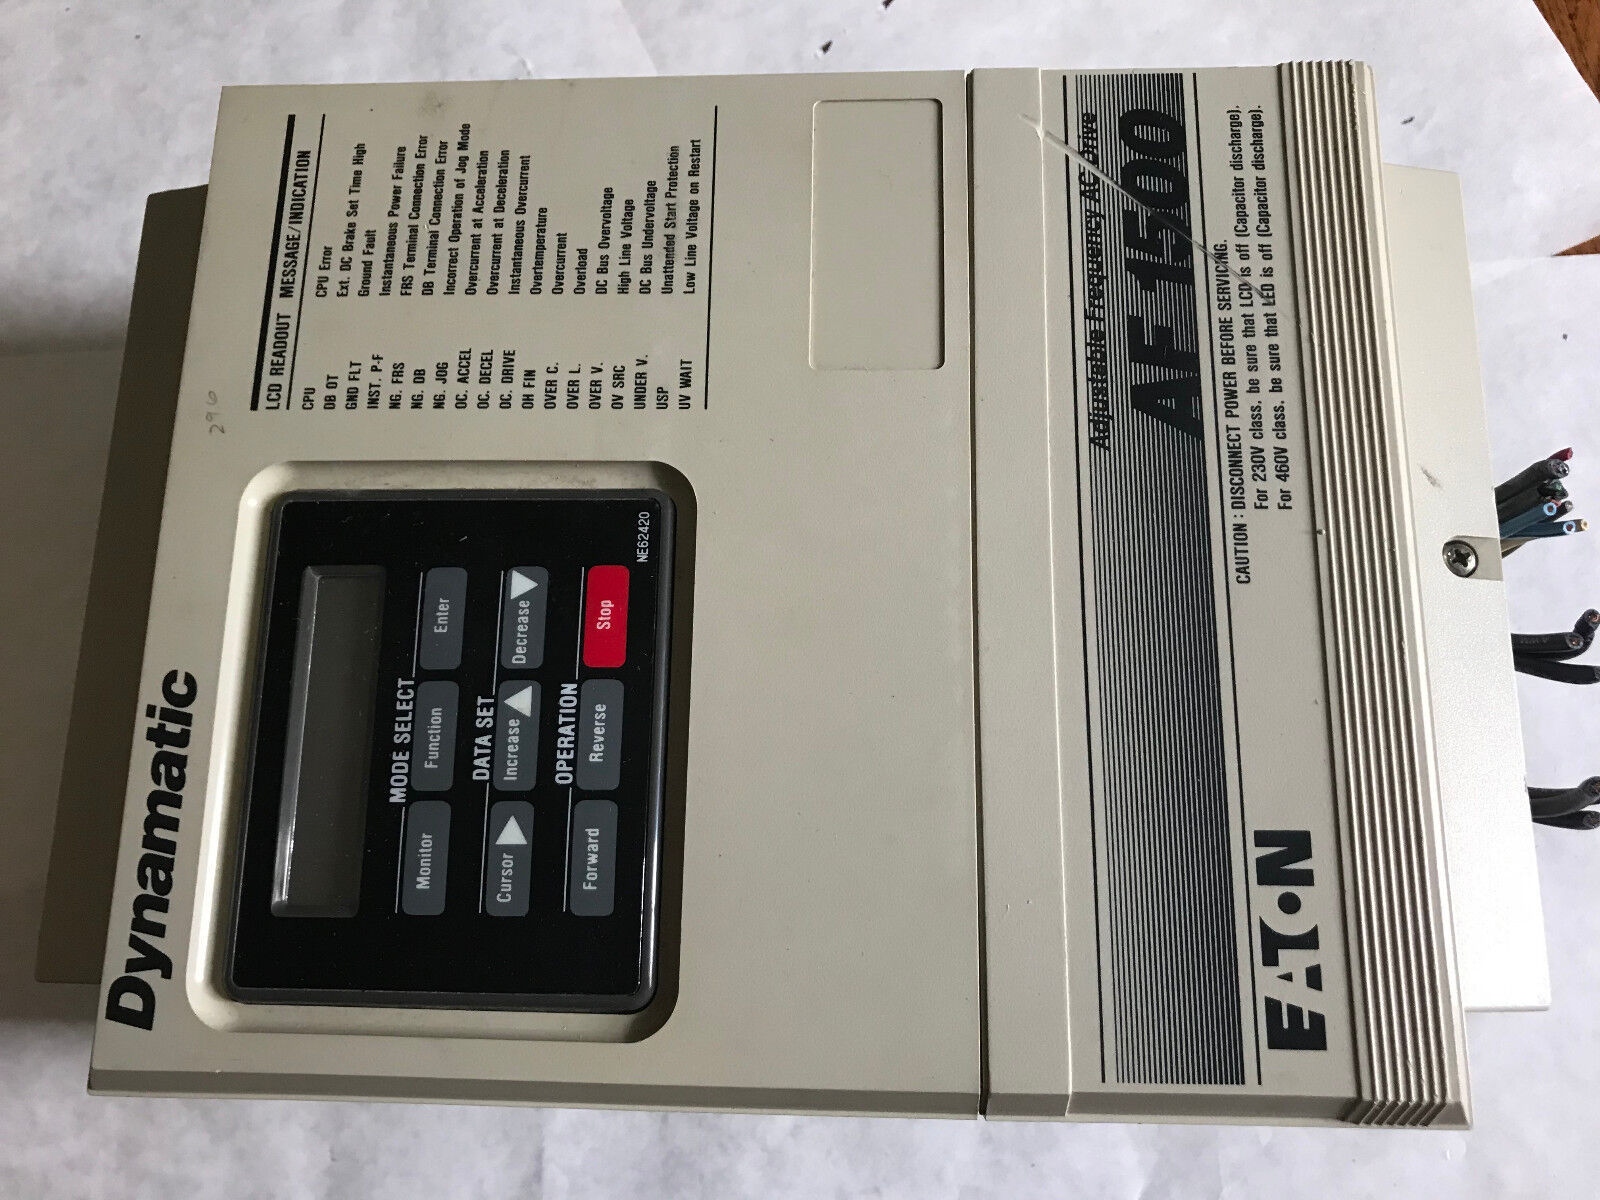 Dynamatic
296
LCD READOUT MESSAGE/INDICATION
CPU CPU Error
DB OT Ext. DC Brake Set Time High
GND FLT Ground Fault
INST. P.-F Instantaneous Power Failure
NG. FRS FRS Terminal Connection Error
NG. DB DB Terminal Connection Error
NG. JOG Incorrect Operation of Jog Mode
OC. ACCEL Overcurrent at Acceleration
OC. DECEL Overcurrent at Deceleration
OC. DRIVE Instantaneous Overcurrent
OH FIN Overtemperature
OVER C. Overcurrent
OVER L. Overload
OVER V. DC Bus Overvoltage
OV SRC High Line Voltage
UNDER V. DC Bus Undervoltage
USP Unattended Start Protection
UV WAIT Low Line Voltage on Restart
MODE SELECT
Monitor Function Enter
DATA SET
Cursor Increase Decrease
OPERATION
Forward Reverse Stop
NE62420
Adjustable Frequency AC Drive
AF-1500
CAUTION : DISCONNECT POWER BEFORE SERVICING.
For 230V class, be sure that LCD is off (Capacitor discharge).
For 460V class, be sure that LED is off (Capacitor discharge).
EATON